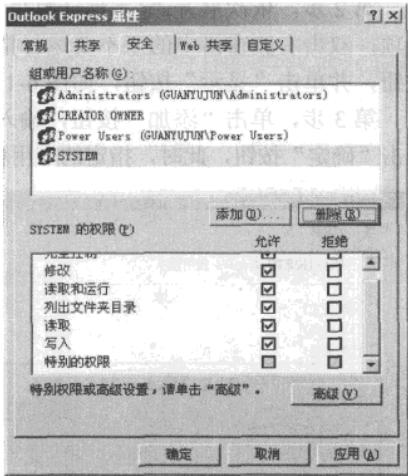 Outlook Express 属性
常规 共享 安全 Web 共享 自定义
组或用户名称(G):
Administrators (GUANYUJUN\Administrators)
CREATOR OWNER
Power Users (GUANYUJUN\Power Users)
SYSTEM
添加(D)... 删除(R)
SYSTEM 的权限(P) 允许 拒绝
完全控制
修改
读取和运行
列出文件夹目录
读取
写入
特别的权限
特别权限或高级设置，请单击“高级”。 高级(V)
确定 取消 应用(A)